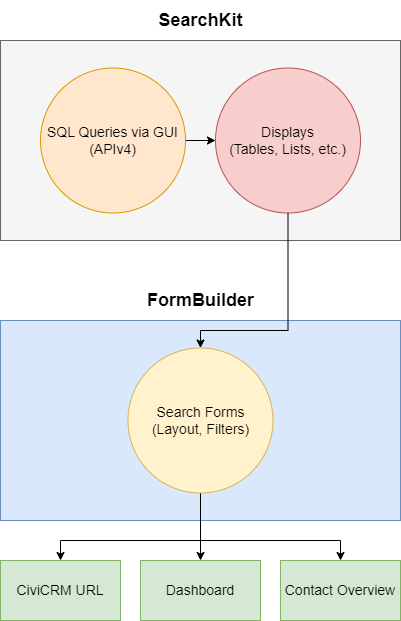 SearchKit
SQL Queries via GUI
(APIv4)
Displays
(Tables, Lists, etc.)
FormBuilder
Search Forms
(Layout, Filters)
CiviCRM URL
Dashboard
Contact Overview